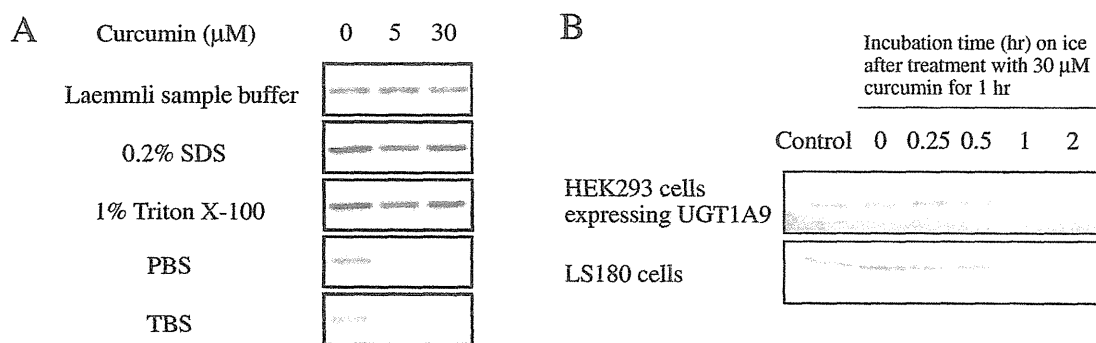 A
Curcumin (μM) 0 5 30
Laemmli sample buffer
0.2% SDS
1% Triton X-100
PBS
TBS
B
Incubation time (hr) on ice
after treatment with 30 μM
curcumin for 1 hr
Control 0 0.25 0.5 1 2
HEK293 cells
expressing UGT1A9
LS180 cells